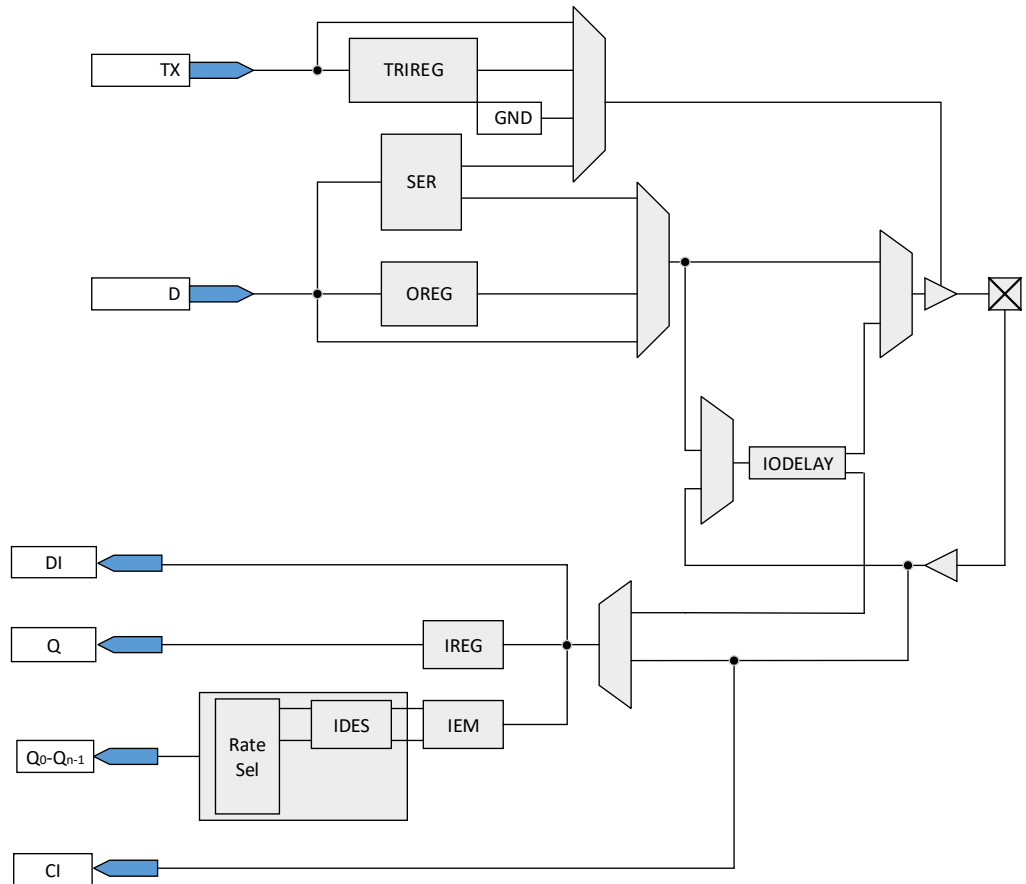 TX
TRIREG
GND
SER
D
OREG
IODELAY
DI
Q
IREG
Rate
Sel
IDES
IEM
Q0-Qn-1
CI